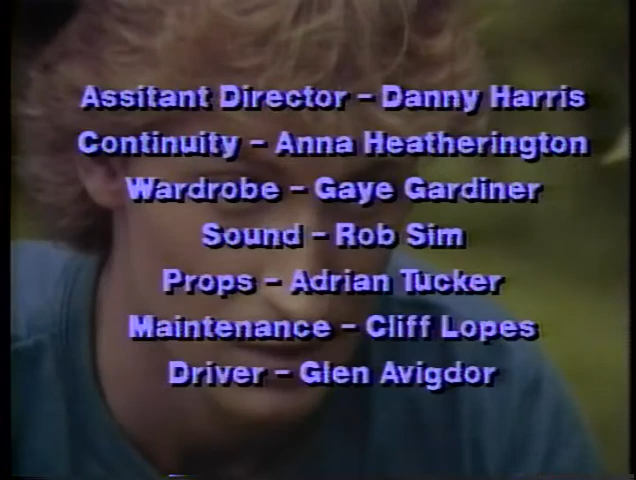 Assitant Director - Danny Harris
Continuity - Anna Heatherington
Wardrobe - Gaye Gardiner
Sound - Rob Sim
Props - Adrian Tucker
Maintenance - Cliff Lopes
Driver - Glen Avigdor